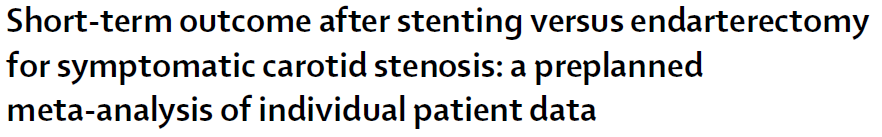 Short-term outcome after stenting versus endarterectomy
for symptomatic carotid stenosis: a preplanned
meta-analysis of individual patient data